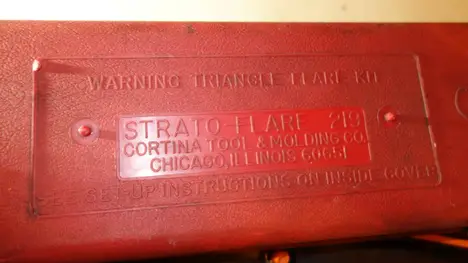 WARNING TRIANGLE FLARE KIT
STRATO-FLARE 219
CORTINA TOOL & MOLDING CO.
CHICAGO, ILLINOIS 60651
SET-UP INSTRUCTIONS ON INSIDE COVER